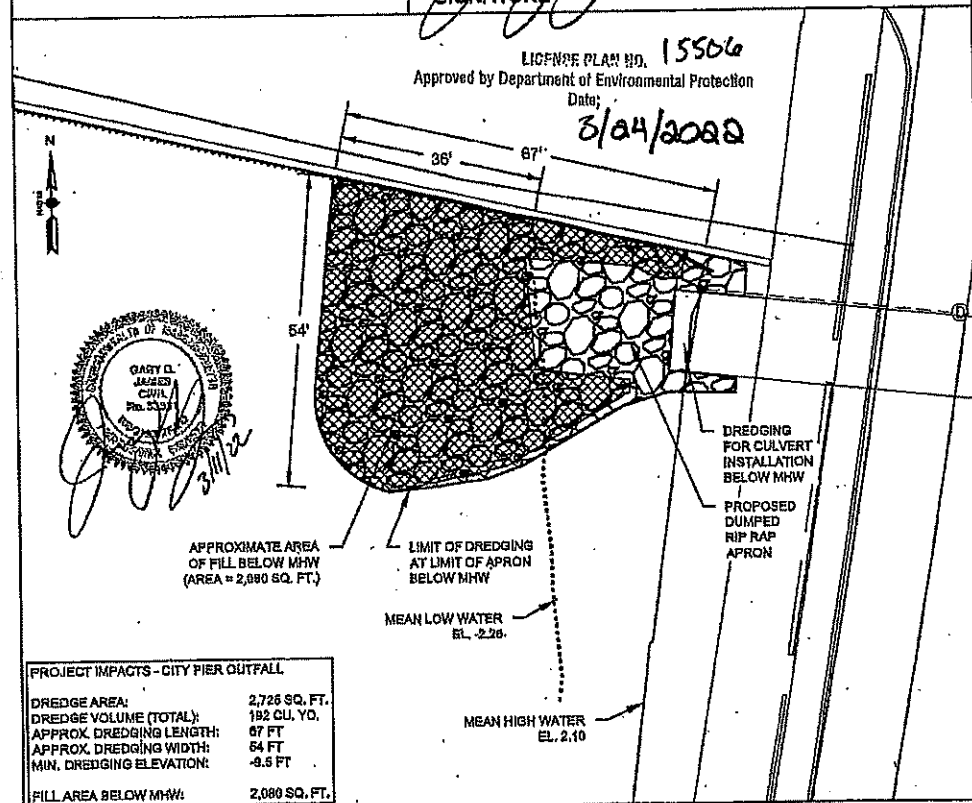 SIGNATURE
LICENSE PLAN NO. 15506
Approved by Department of Environmental Protection
Date:
3/24/2022
N
36'
67'
54'
GARY D.
JAMES
CIVIL
3/11/22
DREDGING
FOR CULVERT
INSTALLATION
BELOW MHW
PROPOSED
DUMPED
RIP RAP
APRON
APPROXIMATE AREA
OF FILL BELOW MHW
(AREA = 2,080 SQ. FT.)
LIMIT OF DREDGING
AT LIMIT OF APRON
BELOW MHW
MEAN LOW WATER
EL. -2.26
MEAN HIGH WATER
EL. 2.10
PROJECT IMPACTS - CITY PIER OUTFALL
DREDGE AREA: 2,725 SQ. FT.
DREDGE VOLUME (TOTAL): 192 CU. YD.
APPROX. DREDGING LENGTH: 67 FT
APPROX. DREDGING WIDTH: 54 FT
MIN. DREDGING ELEVATION: -9.5 FT
FILL AREA BELOW MHW: 2,080 SQ. FT.